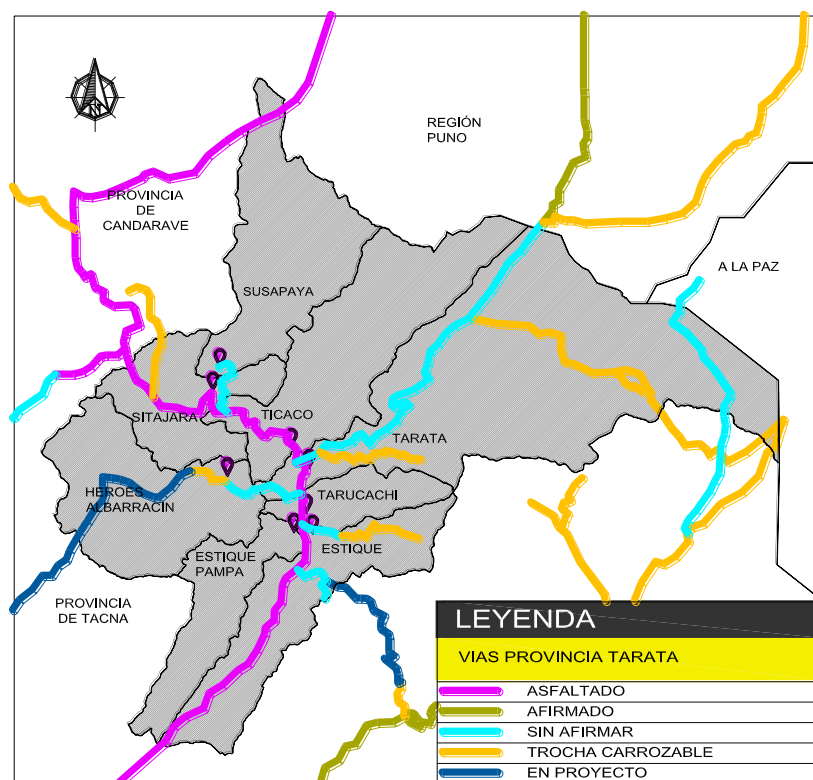 REGIÓN
PUNO
PROVINCIA
DE
CANDARAVE
A LA PAZ
SUSAPAYA
SITAJARA
TICACO
TARATA
HEROES
ALBARRACÍN
TARUCACHI
ESTIQUE
PAMPA
ESTIQUE
PROVINCIA
DE TACNA
LEYENDA
VIAS PROVINCIA TARATA
ASFALTADO
AFIRMADO
SIN AFIRMAR
TROCHA CARROZABLE
EN PROYECTO